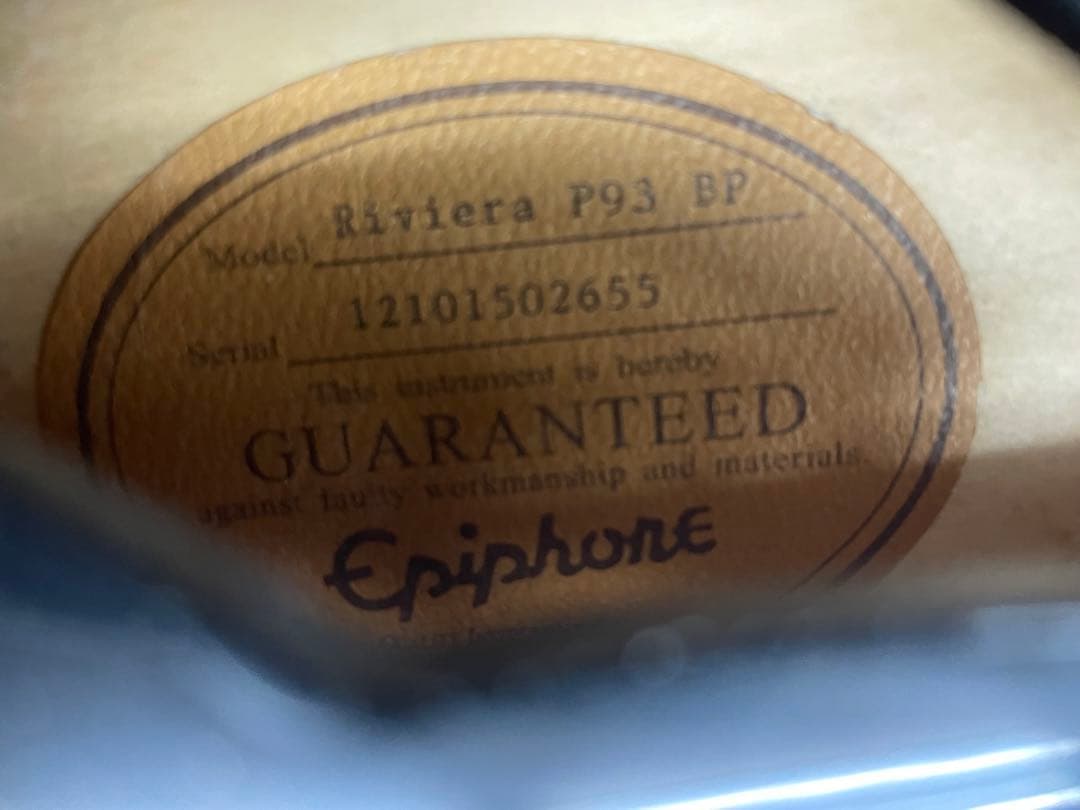 Model Riviera P93 BP
Serial 12101502655
This instrument is hereby
GUARANTEED
against faulty workmanship and materials.
Epiphone